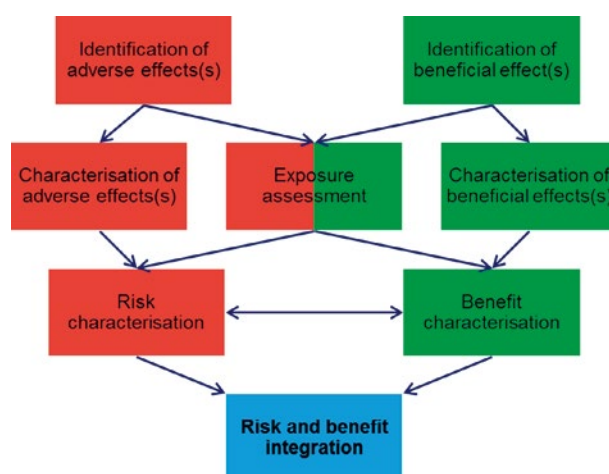 Identification of
adverse effects(s)
Identification of
beneficial effect(s)
Characterisation of
adverse effects(s)
Exposure
assessment
Characterisation of
beneficial effects(s)
Risk
characterisation
Benefit
characterisation
Risk and benefit
integration